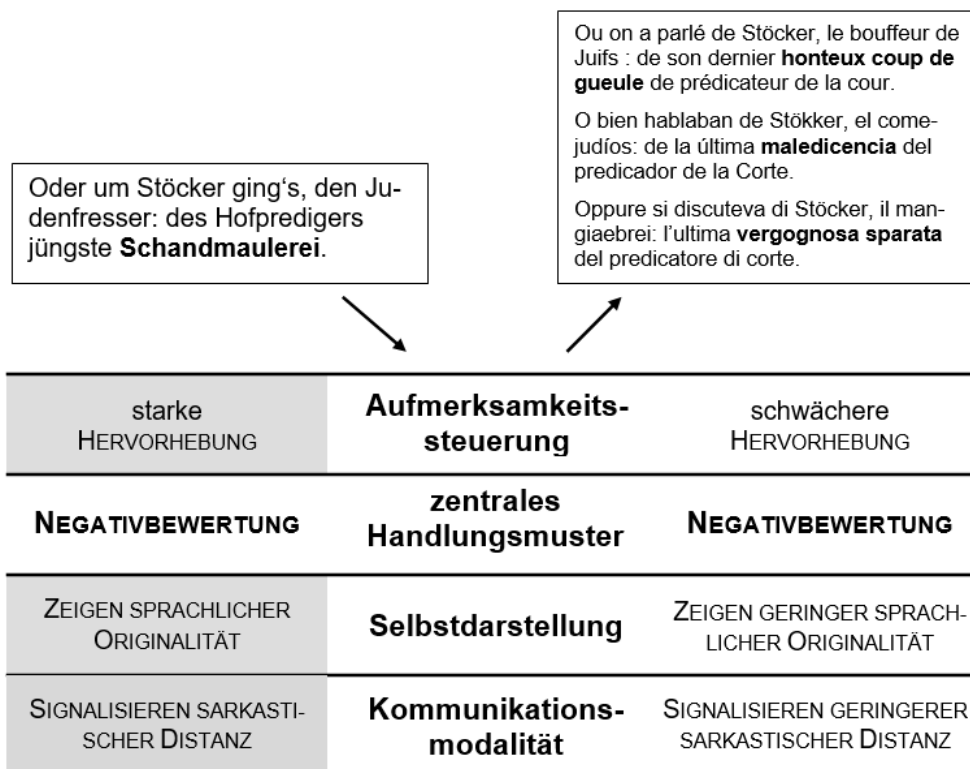 Ou on a parlé de Stöcker, le bouffeur de
Juifs : de son dernier honteux coup de
gueule de prédicateur de la cour.
O bien hablaban de Stökker, el come-
judíos: de la última maledicencia del
predicador de la Corte.
Oppure si discuteva di Stöcker, il man-
giaebrei: l'ultima vergognosa sparata
del predicatore di corte.
Oder um Stöcker ging‘s, den Ju-
denfresser: des Hofpredigers
jüngste Schandmaulerei.
starke
HERVORHEBUNG
Aufmerksamkeits-
steuerung
schwächere
HERVORHEBUNG
NEGATIVBEWERTUNG
zentrales
Handlungsmuster
NEGATIVBEWERTUNG
ZEIGEN SPRACHLICHER
ORIGINALITÄT
Selbstdarstellung
ZEIGEN GERINGER SPRACH-
LICHER ORIGINALITÄT
SIGNALISIEREN SARKASTI-
SCHER DISTANZ
Kommunikations-
modalität
SIGNALISIEREN GERINGERER
SARKASTISCHER DISTANZ